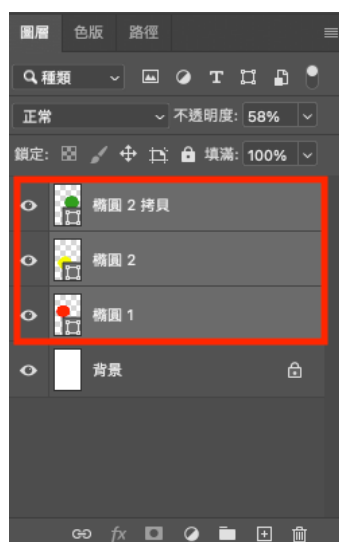 圖層 色版 路徑
種類
正常 不透明度: 58%
鎖定: 填滿: 100%
橢圓 2 拷貝
橢圓 2
橢圓 1
背景
fx